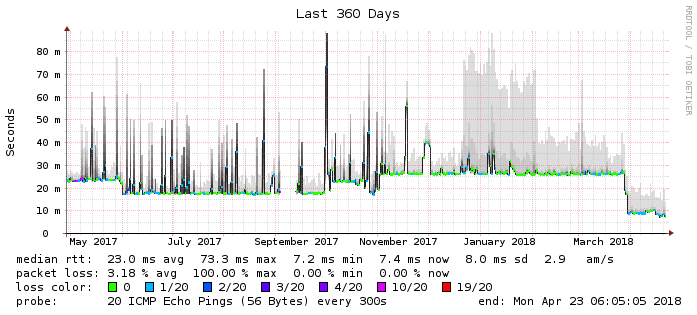 Last 360 Days
RRDTOOL / TOBI OETIKER
Seconds
80 m
70 m
60 m
50 m
40 m
30 m
20 m
10 m
0
May 2017 July 2017 September 2017 November 2017 January 2018 March 2018
median rtt: 23.0 ms avg 73.3 ms max 7.2 ms min 7.4 ms now 8.0 ms sd 2.9 am/s
packet loss: 3.18 % avg 100.00 % max 0.00 % min 0.00 % now
loss color: 0 1/20 2/20 3/20 4/20 10/20 19/20
probe: 20 ICMP Echo Pings (56 Bytes) every 300s end: Mon Apr 23 06:05:05 2018